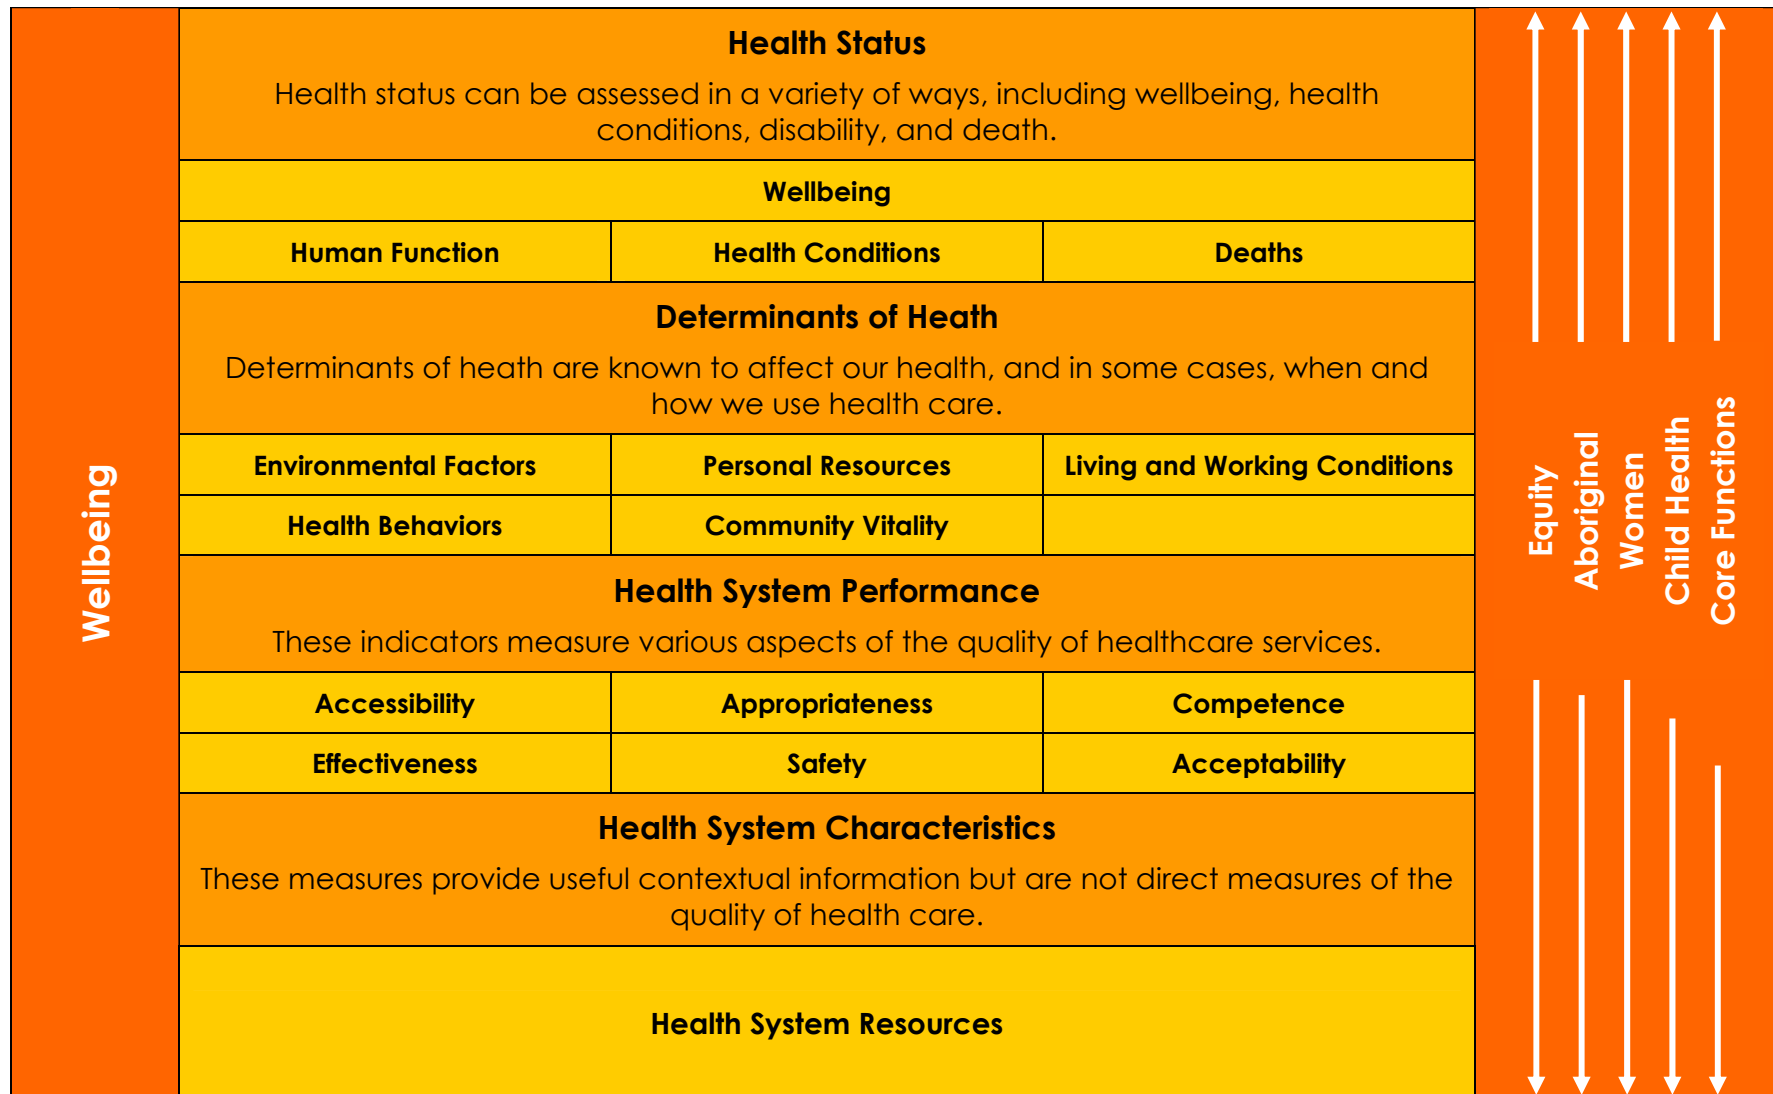 Wellbeing
Health Status
Health status can be assessed in a variety of ways, including wellbeing, health
conditions, disability, and death.
Wellbeing
Human Function
Health Conditions
Deaths
Determinants of Heath
Determinants of heath are known to affect our health, and in some cases, when and
how we use health care.
Environmental Factors
Personal Resources
Living and Working Conditions
Health Behaviors
Community Vitality
Health System Performance
These indicators measure various aspects of the quality of healthcare services.
Accessibility
Appropriateness
Competence
Effectiveness
Safety
Acceptability
Health System Characteristics
These measures provide useful contextual information but are not direct measures of the
quality of health care.
Health System Resources
Equity
Aboriginal
Women
Child Health
Core Functions